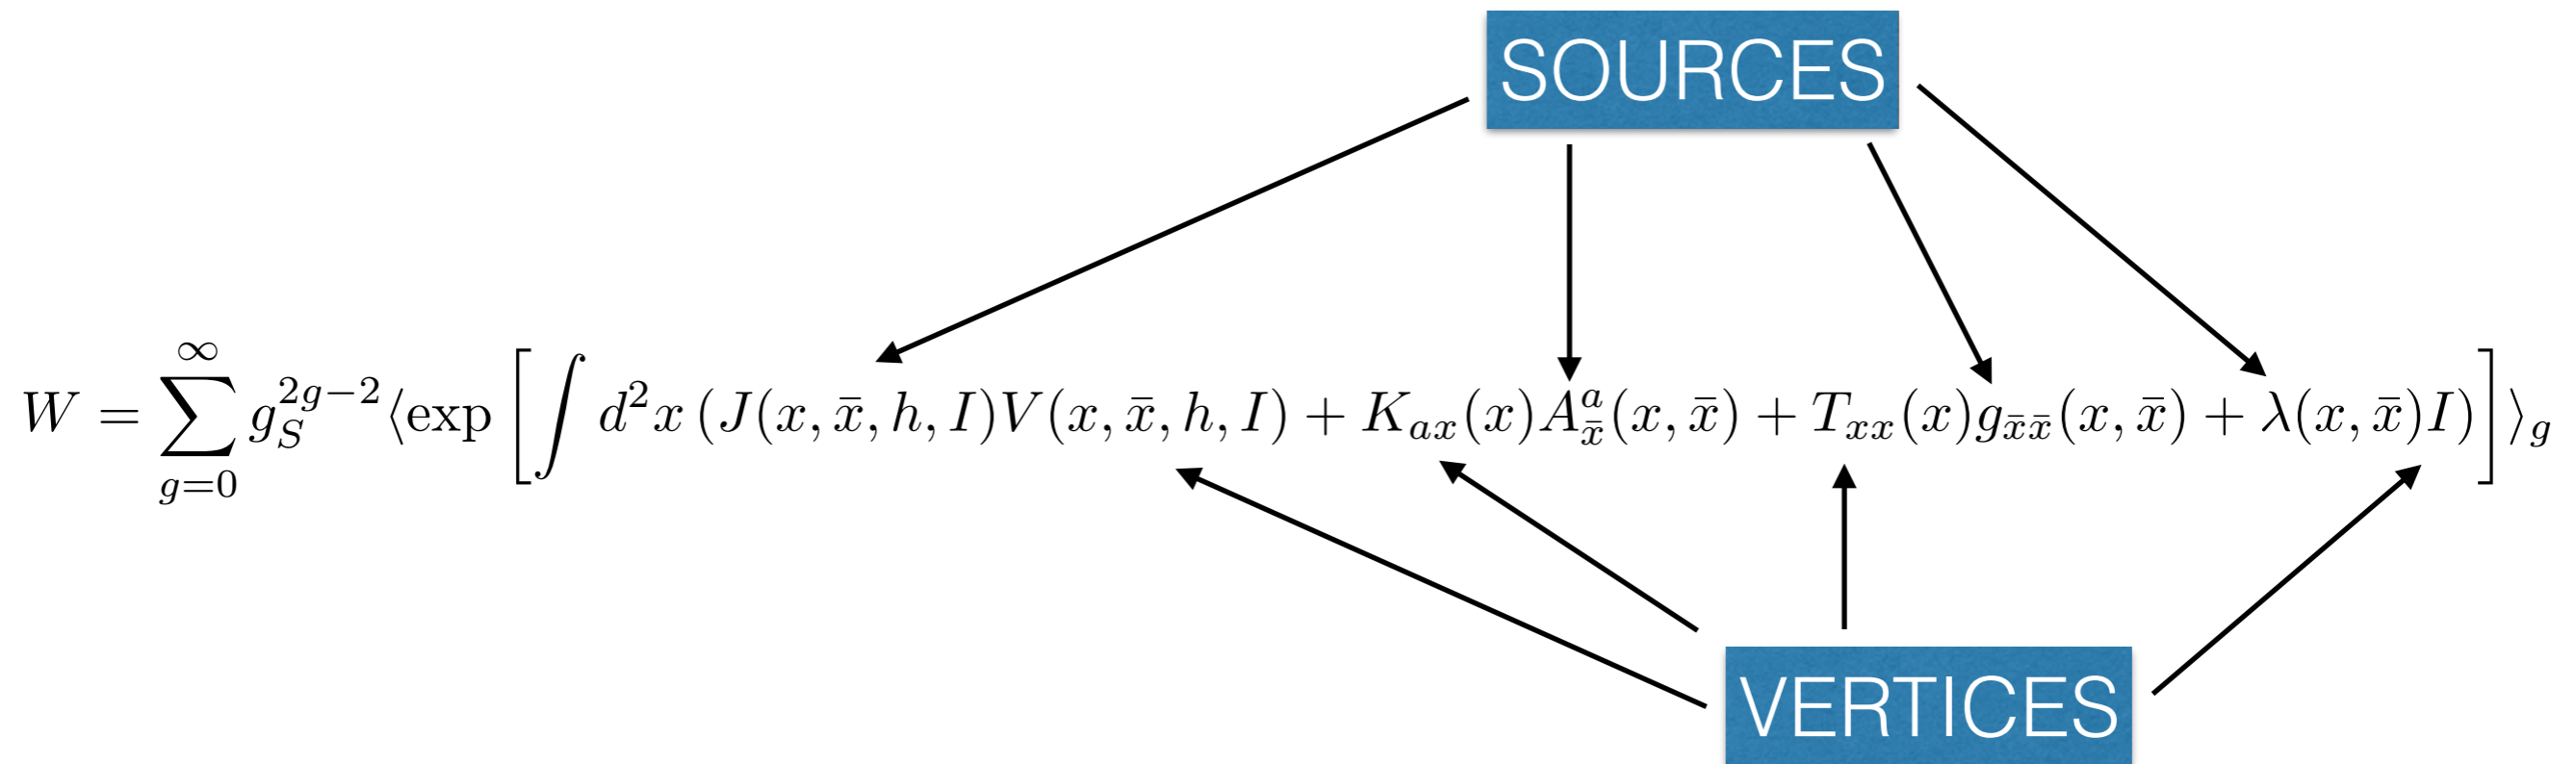 SOURCES
$W = \sum_{g=0}^{\infty} g_S^{2g-2} \langle \exp \left[ \int d^2x \, (J(x, \bar{x}, h, I) V(x, \bar{x}, h, I) + K_{ax}(x) A^a_{\bar{x}}(x, \bar{x}) + T_{xx}(x) g_{\bar{x}\bar{x}}(x, \bar{x}) + \lambda(x, \bar{x}) I) \right] \rangle_g$
VERTICES